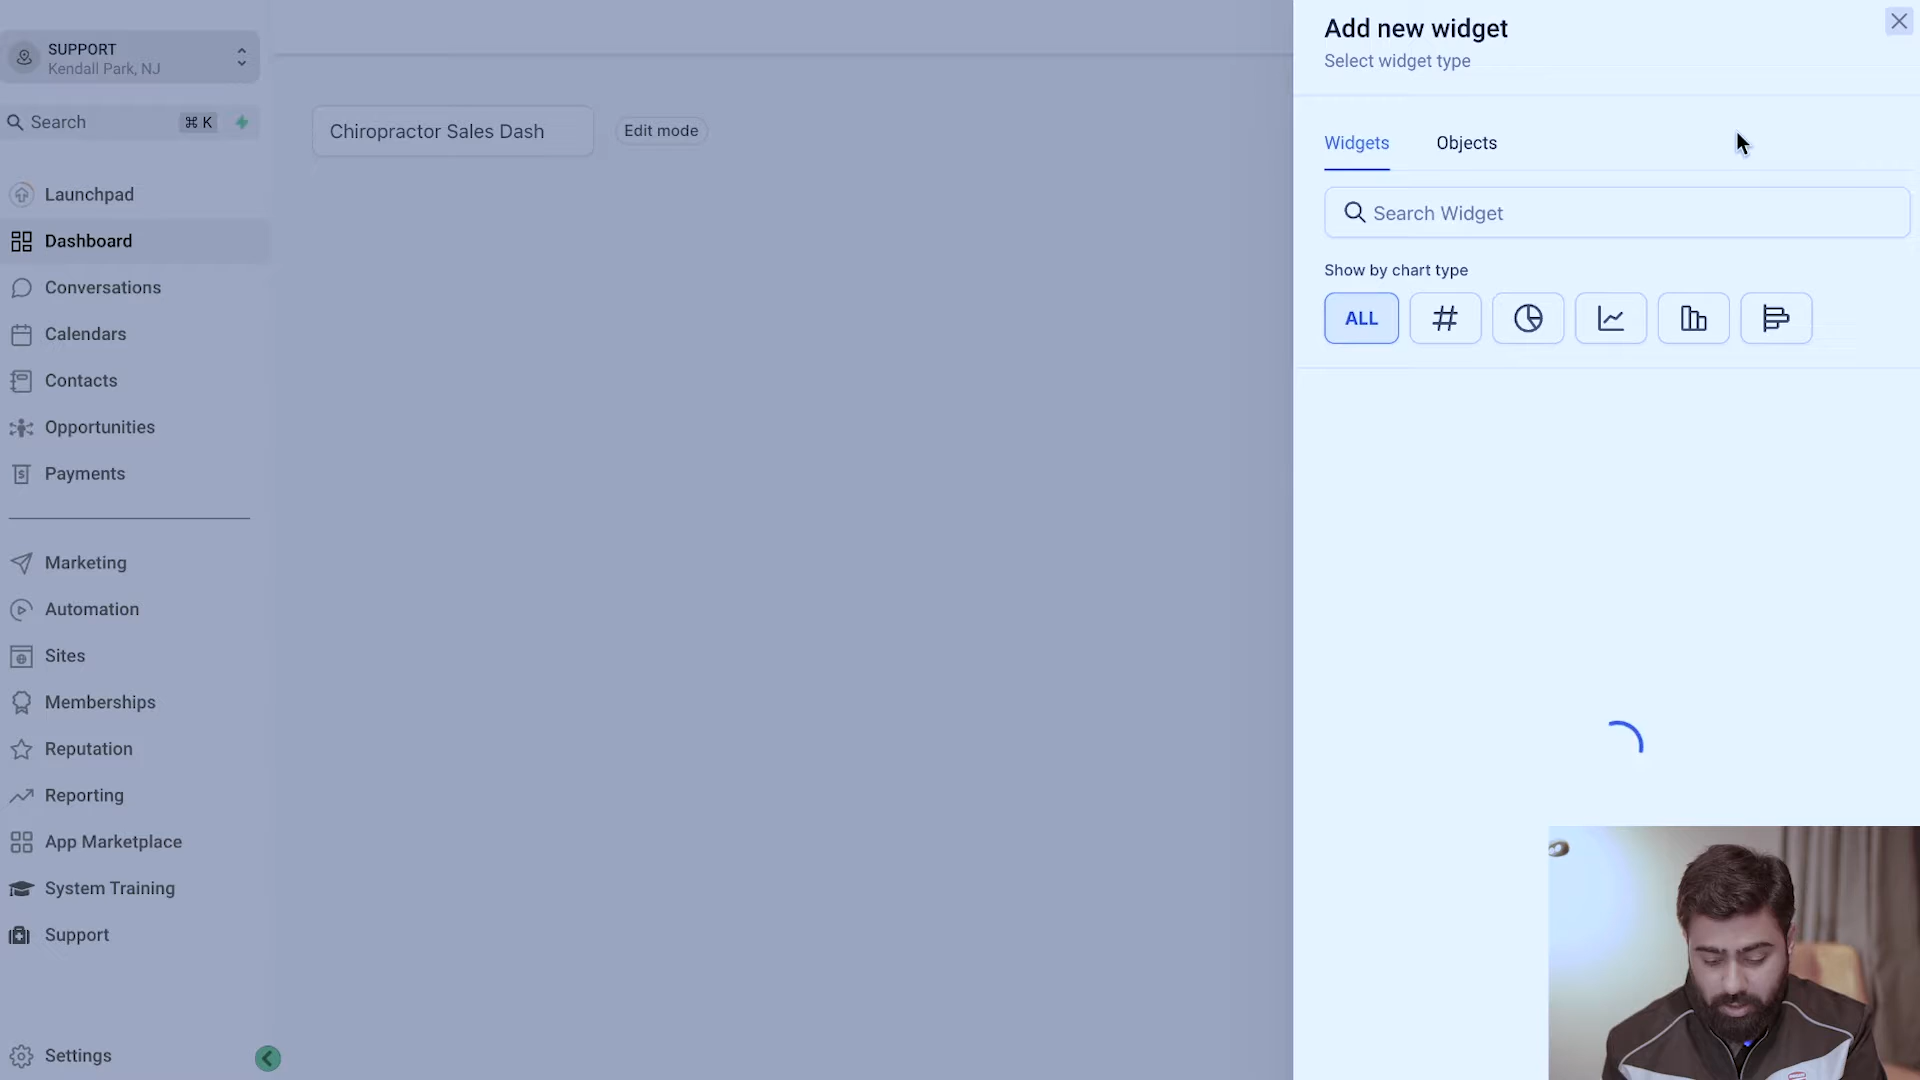 SUPPORT
Kendall Park, NJ
Search
⌘ K
Launchpad
Dashboard
Conversations
Calendars
Contacts
Opportunities
Payments
Marketing
Automation
Sites
Memberships
Reputation
Reporting
App Marketplace
System Training
Support
Settings
Chiropractor Sales Dash
Edit mode
Add new widget
Select widget type
Widgets
Objects
Search Widget
Show by chart type
ALL